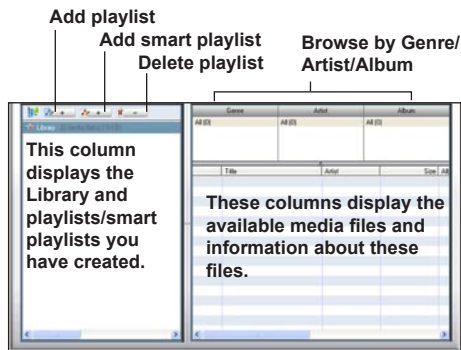 Add playlist
Add smart playlist
Delete playlist
Browse by Genre/
Artist/Album
Genre Artist Album
All (0) All (0) All (0)
Library
Title Artist Size
This column
displays the
Library and
playlists/smart
playlists you
have created.
These columns display the
available media files and
information about these
files.